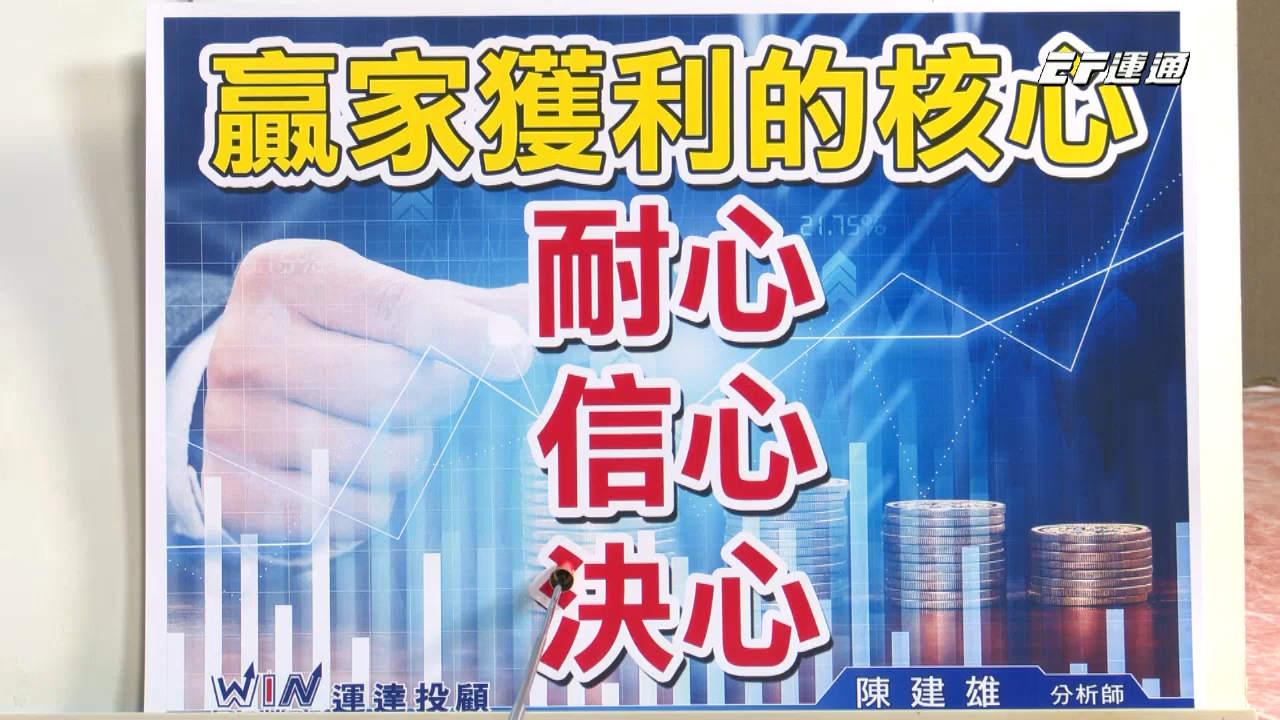 贏家獲利的核心
運通
21.75%
耐心
信心
決心
WIN 運達投顧
陳建雄 分析師